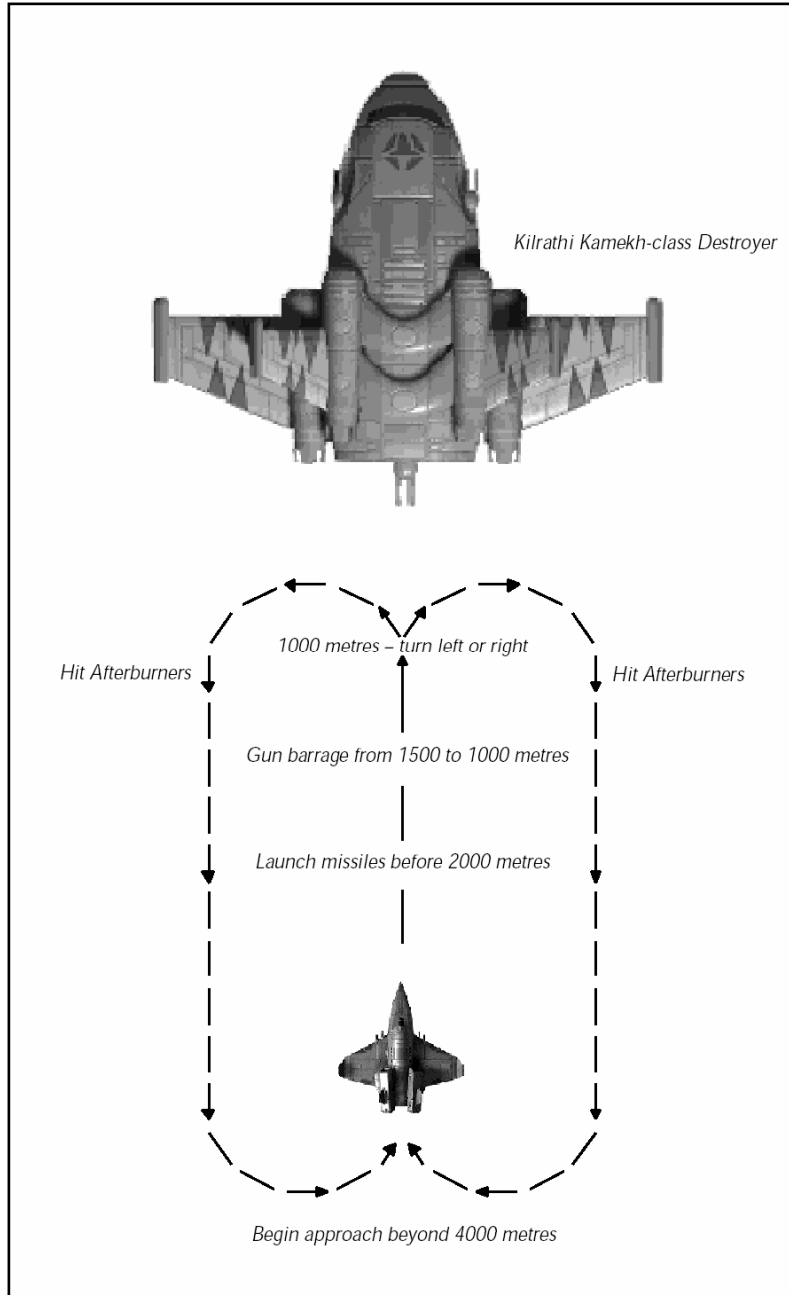 Kilrathi Kamekh-class Destroyer
1000 metres – turn left or right
Hit Afterburners
Hit Afterburners
Gun barrage from 1500 to 1000 metres
Launch missiles before 2000 metres
Begin approach beyond 4000 metres